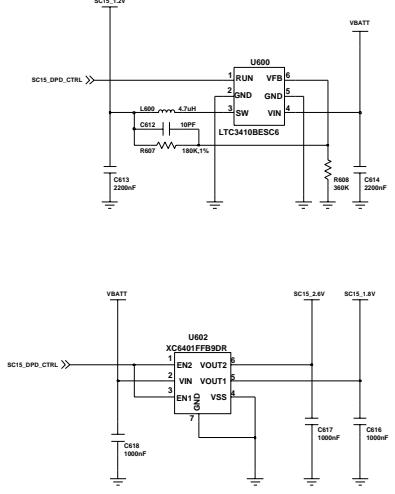 SC15_1.2V
VBATT
U600
SC15_DPD_CTRL
1 RUN VFB 6
2 GND GND 5
3 SW VIN 4
LTC3410BESC6
L600 4.7uH
C612 10PF
R607 180K,1%
C613
2200nF
R608
360K
C614
2200nF
VBATT
SC15_2.6V
SC15_1.8V
U602
XC6401FFB9DR
SC15_DPD_CTRL
1 EN2 VOUT2 6
2 VIN VOUT1 5
3 EN1 GND VSS 4
7
C618
1000nF
C617
1000nF
C616
1000nF